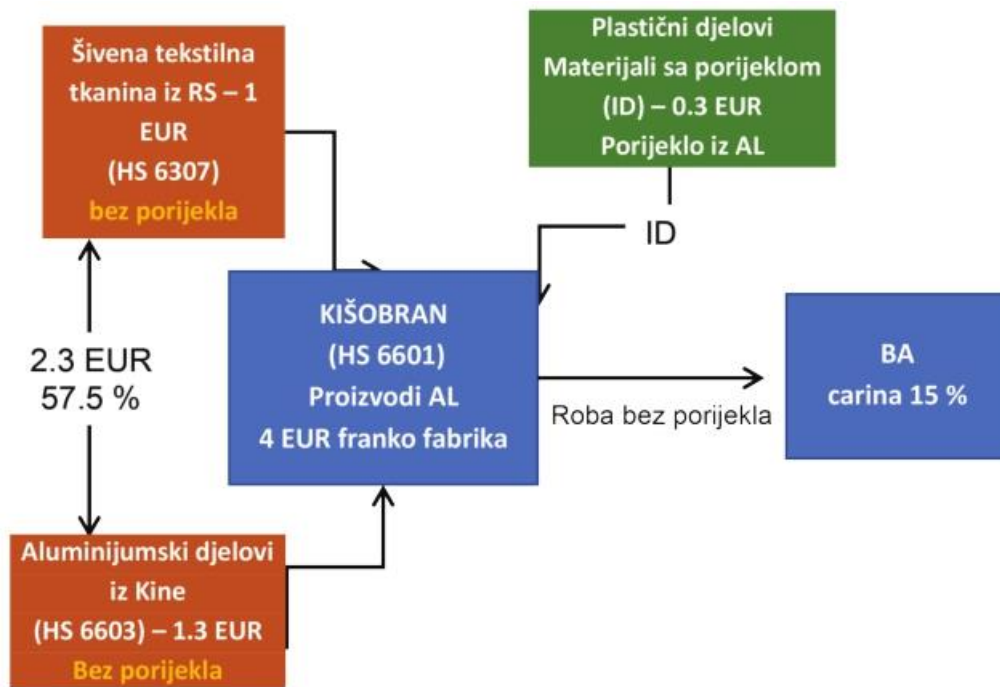 Šivena tekstilna
tkanina iz RS – 1
EUR
(HS 6307)
bez porijekla
Plastični djelovi
Materijali sa porijeklom
(ID) – 0.3 EUR
Porijeklo iz AL
ID
2.3 EUR
57.5 %
KIŠOBRAN
(HS 6601)
Proizvodi AL
4 EUR franko fabrika
Roba bez porijekla
BA
carina 15 %
Aluminijumski djelovi
iz Kine
(HS 6603) – 1.3 EUR
Bez porijekla